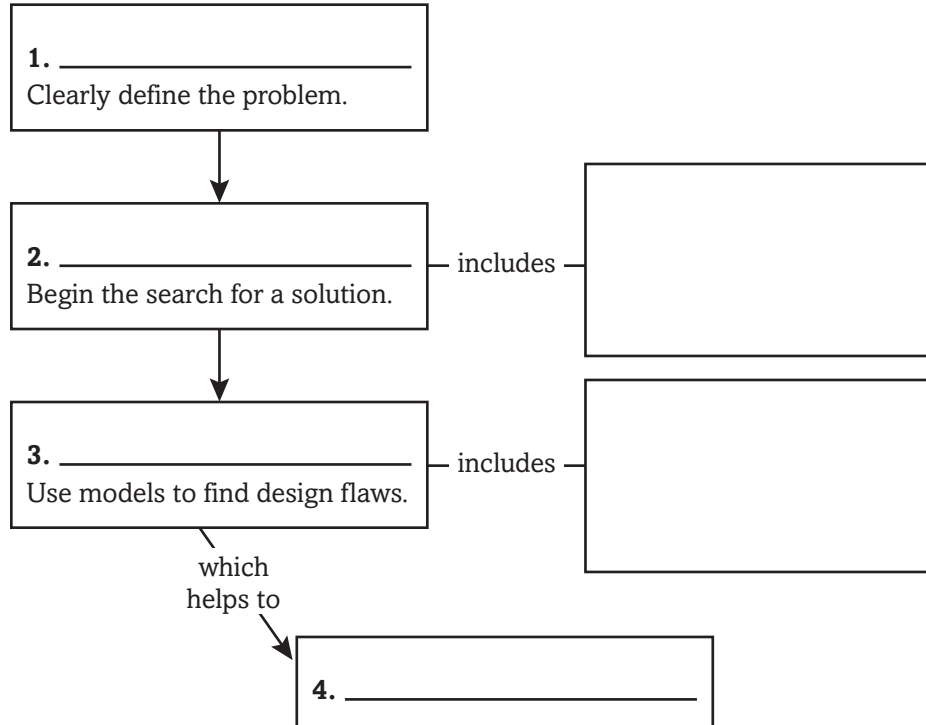 1.
Clearly define the problem.
2.
Begin the search for a solution.
includes
3.
Use models to find design flaws.
includes
which
helps to
4.